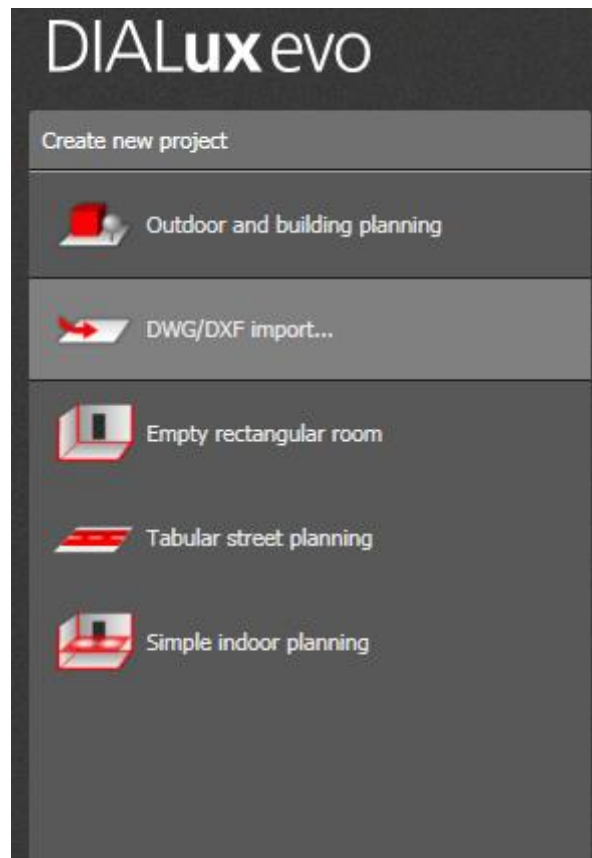 DIALux evo
Create new project
Outdoor and building planning
DWG/DXF import...
Empty rectangular room
Tabular street planning
Simple indoor planning